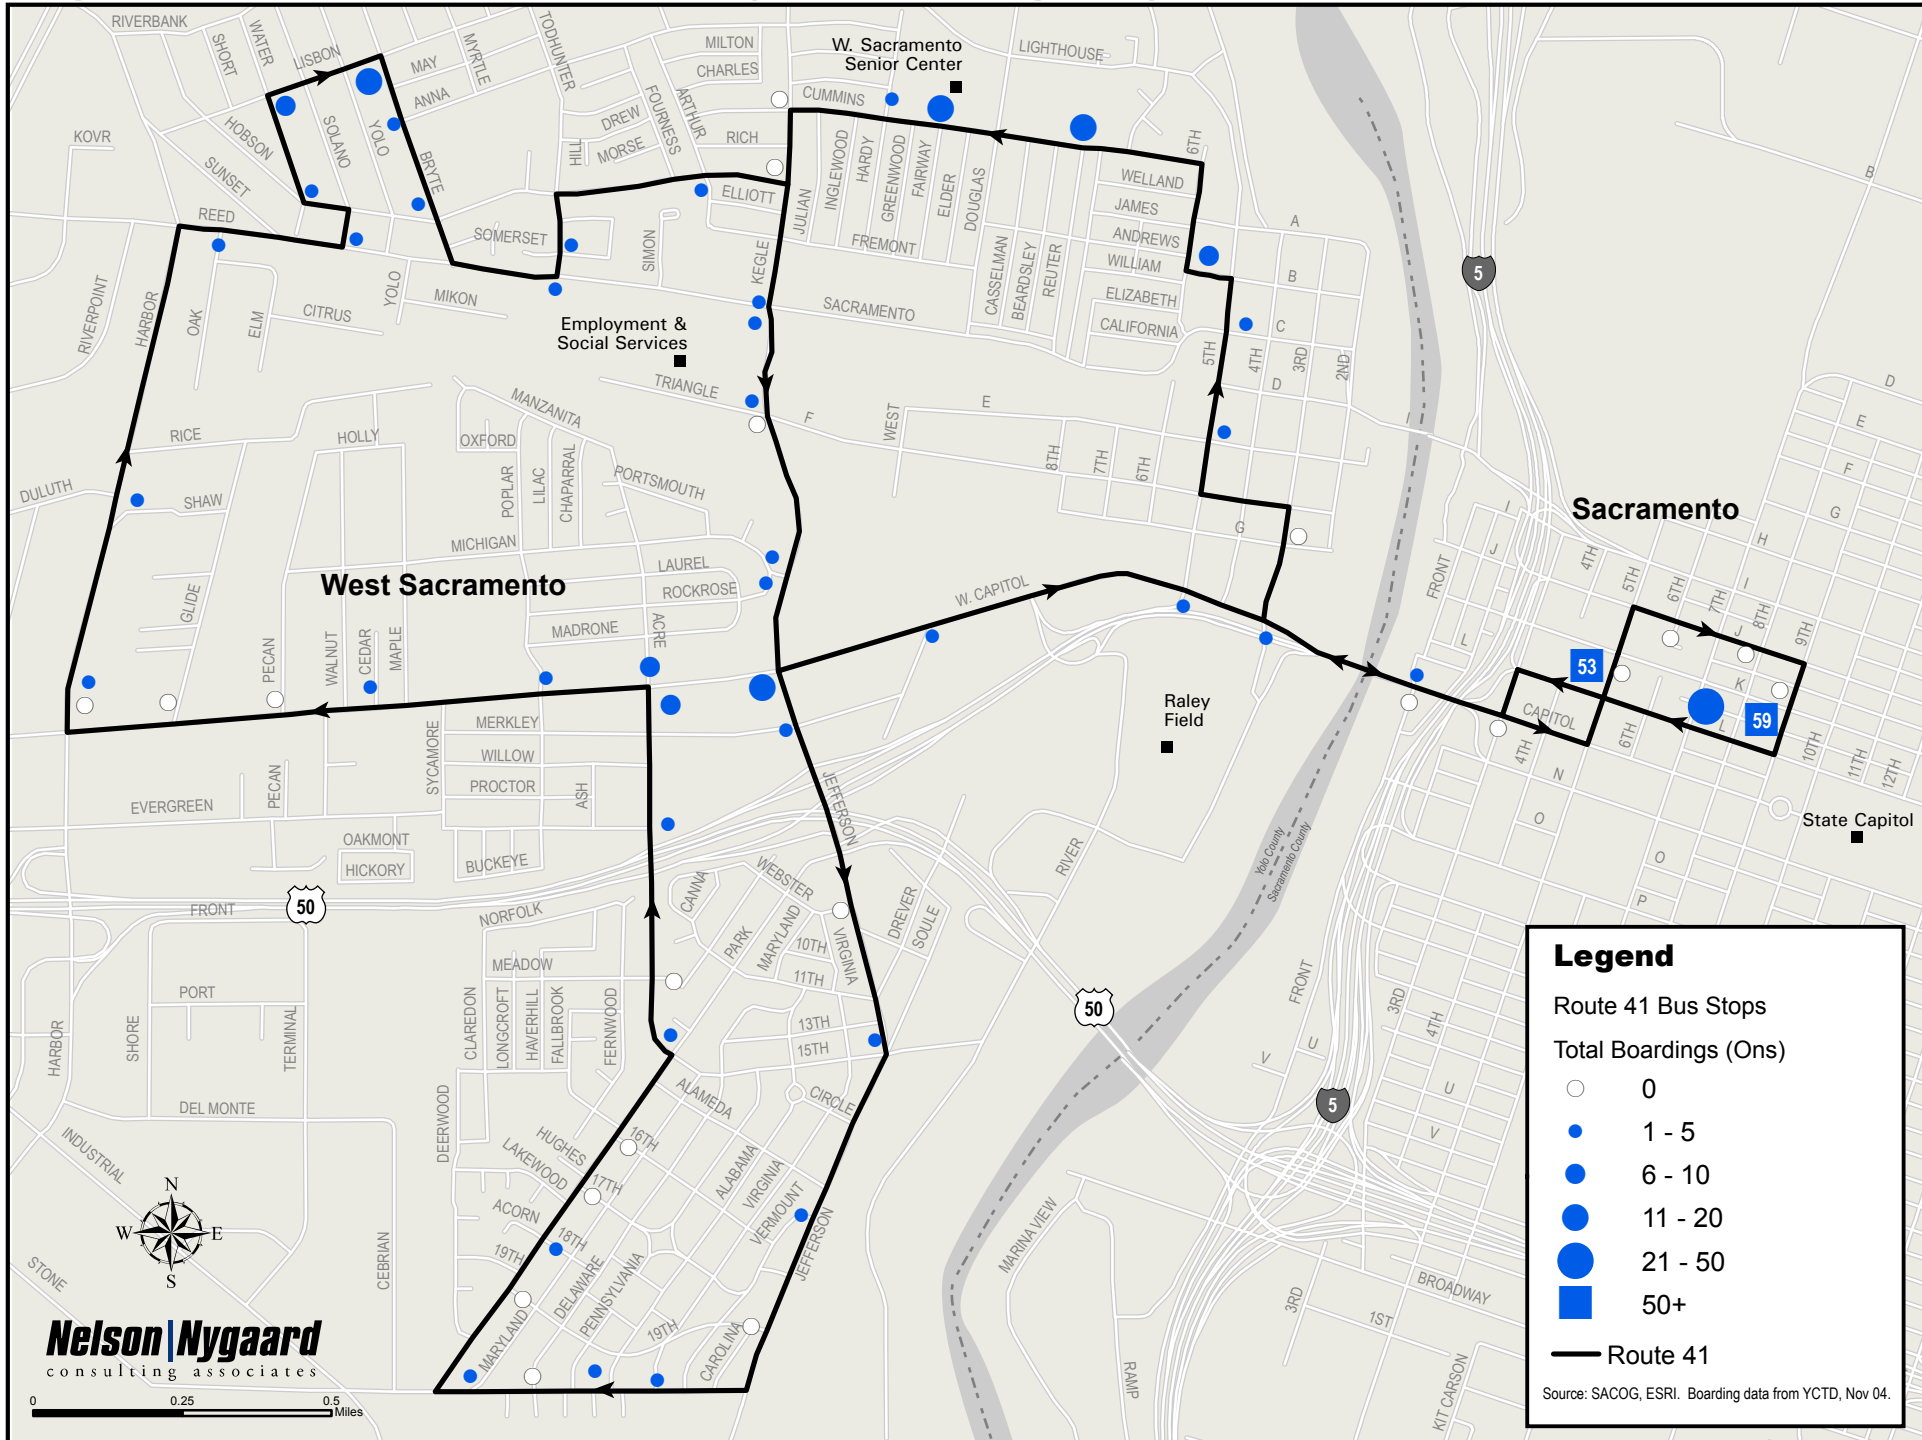 RIVERBANK
SHORT
WATER
LISBON
MAY
MYRTLE
TODHUNTER
ANNA
MILTON
CHARLES
CUMMINS
W. Sacramento
Senior Center
LIGHTHOUSE
KOVR
HOBSON
SUNSET
SOLANO
YOLO
BRYTE
HILL
DREW
MORSE
FOURNESS
ARTHUR
RICH
ELLIOTT
JULIAN
INGLEWOOD
HARDY
GREENWOOD
FAIRWAY
ELDER
DOUGLAS
6TH
WELLAND
JAMES
ANDREWS
WILLIAM
ELIZABETH
CALIFORNIA
A
B
C
B
REED
SOMERSET
SIMON
KEGLE
FREMONT
CASSELMAN
BEARDSLEY
REUTER
SACRAMENTO
5
RIVERPOINT
HARBOR
OAK
ELM
CITRUS
YOLO
MIKON
Employment &
Social Services
TRIANGLE
5TH
4TH
3RD
2ND
D
I
D
E
F
G
H
I
RICE
HOLLY
OXFORD
MANZANITA
POPLAR
LILAC
CHAPARRAL
PORTSMOUTH
F
WEST
E
8TH
7TH
6TH
G
DULUTH
SHAW
MICHIGAN
LAUREL
ROCKROSE
MADRONE
ACRE
West Sacramento
Sacramento
GLIDE
PECAN
WALNUT
CEDAR
MAPLE
W. CAPITOL
FRONT
I
J
L
4TH
5TH
6TH
7TH
8TH
9TH
J
K
L
53
59
CAPITOL
4TH
6TH
10TH
11TH
12TH
N
O
O
P
State Capitol
Raley
Field
MERKLEY
WILLOW
PROCTOR
SYCAMORE
ASH
JEFFERSON
EVERGREEN
PECAN
OAKMONT
HICKORY
BUCKEYE
FRONT
50
NORFOLK
CANNA
WEBSTER
PARK
MARYLAND
10TH
11TH
VIRGINIA
DREVER
SOULE
RIVER
Yolo County
Sacramento County
MEADOW
PORT
HARBOR
SHORE
TERMINAL
CLAREDON
LONGCROFT
HAVERHILL
FALLBROOK
FERNWOOD
13TH
15TH
50
FRONT
3RD
4TH
V
U
U
V
5
DEL MONTE
INDUSTRIAL
DEERWOOD
ALAMEDA
CIRCLE
HUGHES
LAKEWOOD
16TH
17TH
ACORN
18TH
19TH
ALABAMA
VIRGINIA
VERMOUNT
JEFFERSON
DELAWARE
PENNSYLVANIA
MARYLAND
19TH
CAROLINA
CEBRIAN
STONE
MARINA VIEW
RAMP
3RD
BROADWAY
1ST
KIT CARSON
N
W
E
S
Nelson|Nygaard
consulting associates
0
0.25
0.5
Miles
Legend
Route 41 Bus Stops
Total Boardings (Ons)
0
1 - 5
6 - 10
11 - 20
21 - 50
50+
Route 41
Source: SACOG, ESRI. Boarding data from YCTD, Nov 04.